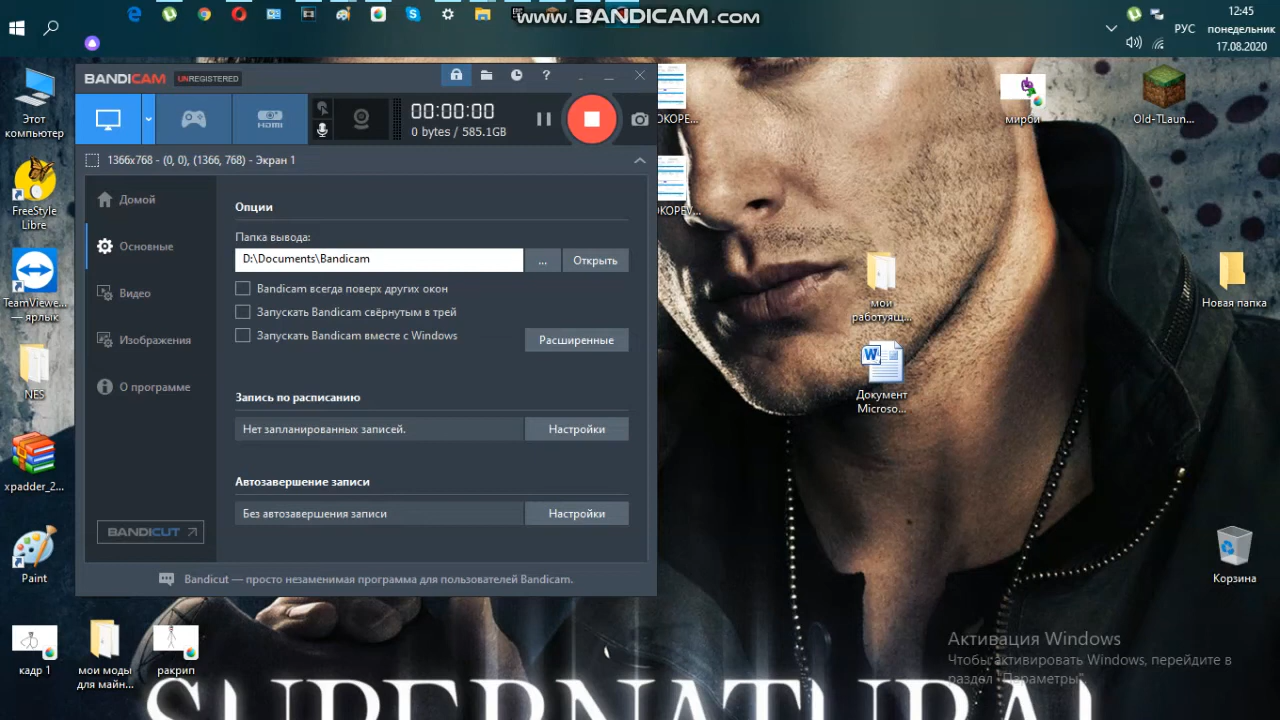 www.BANDICAM.com
12:45
РУС
понедельник
17.08.2020
Этот
компьютер
FreeStyle
Libre
TeamViewe...
— ярлык
NES
xpadder_2...
Paint
кадр 1
мои моды
для майн...
ракрип
BANDICAM
UNREGISTERED
HDMI
00:00:00
0 bytes / 585.1GB
1366x768 - (0, 0), (1366, 768) - Экран 1
Домой
Основные
Видео
Изображения
О программе
BANDICUT
Опции
Папка вывода:
D:\Documents\Bandicam
...
Открыть
Bandicam всегда поверх других окон
Запускать Bandicam свёрнутым в трей
Запускать Bandicam вместе с Windows
Расширенные
Запись по расписанию
Нет запланированных записей.
Настройки
Автозавершение записи
Без автозавершения записи
Настройки
Bandicut — просто незаменимая программа для пользователей Bandicam.
мирби
Old-TLaun...
мои
работующ...
Новая папка
Документ
Microso...
Корзина
Активация Windows
Чтобы активировать Windows, перейдите в
раздел "Параметры".
SUPERNATURAL